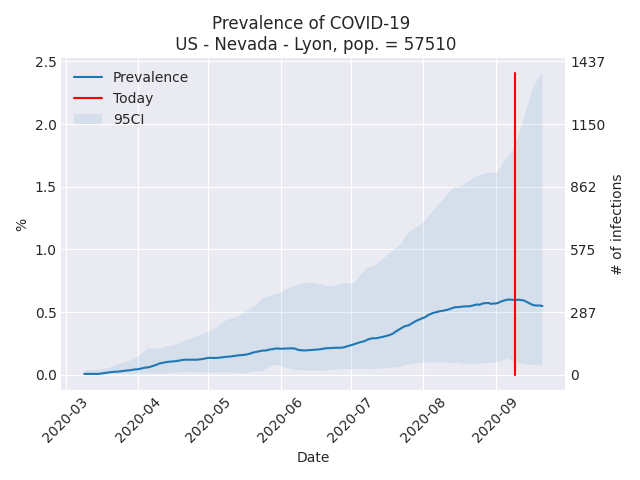 Prevalence of COVID-19
US - Nevada - Lyon, pop. = 57510
Prevalence
Today
95CI
2.5
2.0
1.5
1.0
0.5
0.0
%
1437
1150
862
575
287
0
# of infections
2020-03
2020-04
2020-05
2020-06
2020-07
2020-08
2020-09
Date